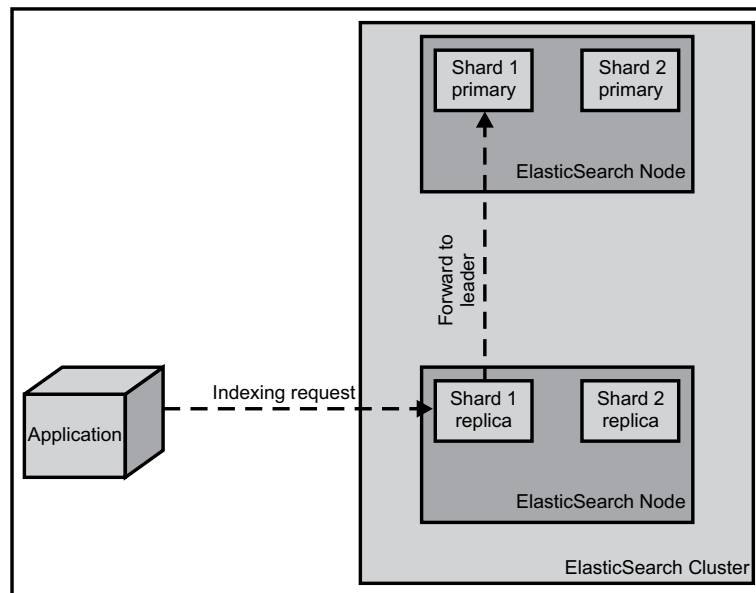 Shard 1
primary
Shard 2
primary
ElasticSearch Node
Forward to
leader
Indexing request
Application
Shard 1
replica
Shard 2
replica
ElasticSearch Node
ElasticSearch Cluster